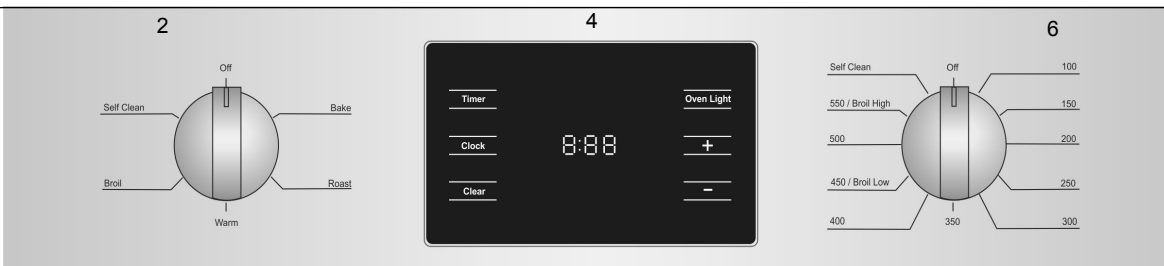 2
4
6
Off
Self Clean
Bake
Broil
Roast
Warm
Timer
Oven Light
Clock
8:88
+
Clear
−
Off
Self Clean
100
550 / Broil High
150
500
200
450 / Broil Low
250
400
350
300